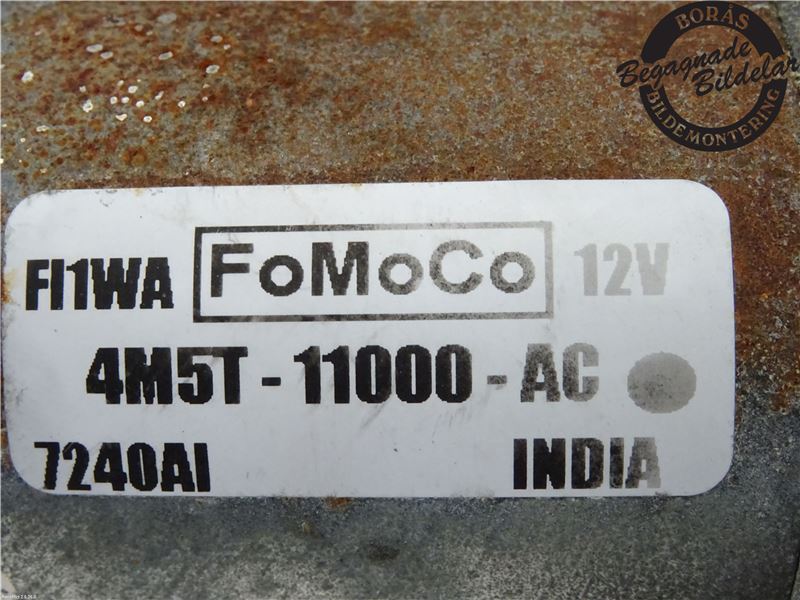 BORÅS
Begagnade
Bildelar
BILDEMONTERING
FI1WA FoMoCo 12V
4M5T - 11000 - AC
7240AI INDIA